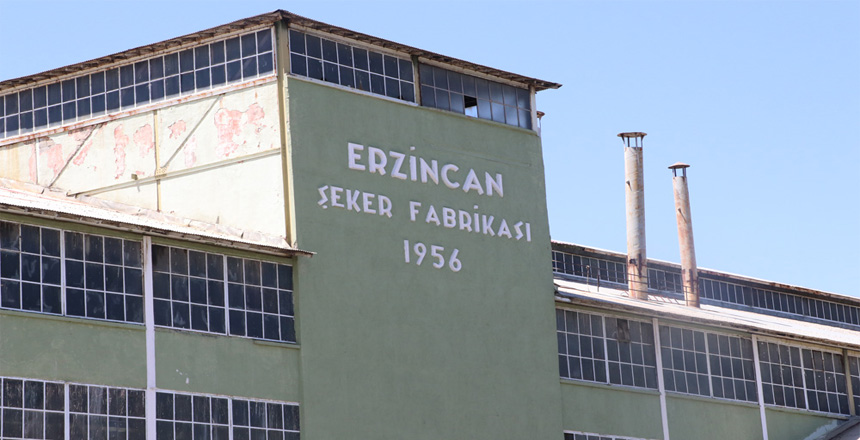 ERZİNCAN
ŞEKER FABRİKASI
1956